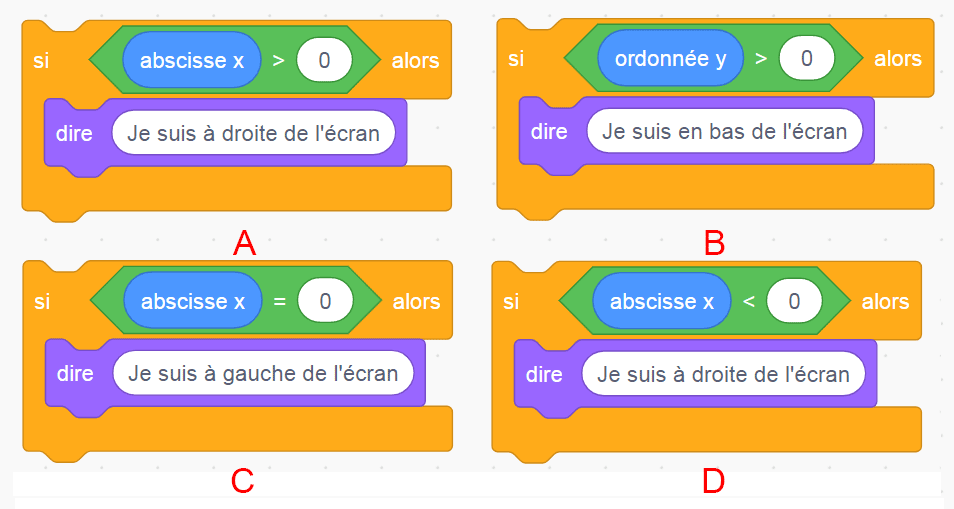 si abscisse x > 0 alors
dire Je suis à droite de l'écran
A
si ordonnée y > 0 alors
dire Je suis en bas de l'écran
B
si abscisse x = 0 alors
dire Je suis à gauche de l'écran
C
si abscisse x < 0 alors
dire Je suis à droite de l'écran
D